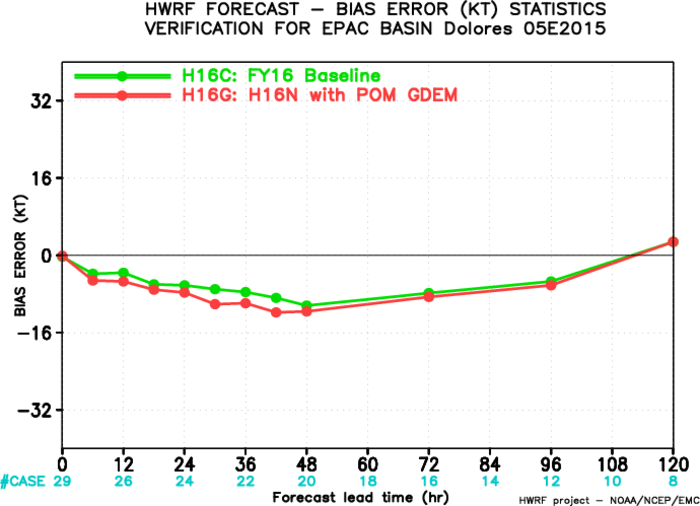 HWRF FORECAST – BIAS ERROR (KT) STATISTICS
VERIFICATION FOR EPAC BASIN Dolores 05E2015
H16C: FY16 Baseline
H16G: H16N with POM GDEM
32
16
0
-16
-32
BIAS ERROR (KT)
0 12 24 36 48 60 72 84 96 108 120
#CASE 29 26 24 22 20 18 16 14 12 10 8
Forecast lead time (hr)
HWRF project – NOAA/NCEP/EMC